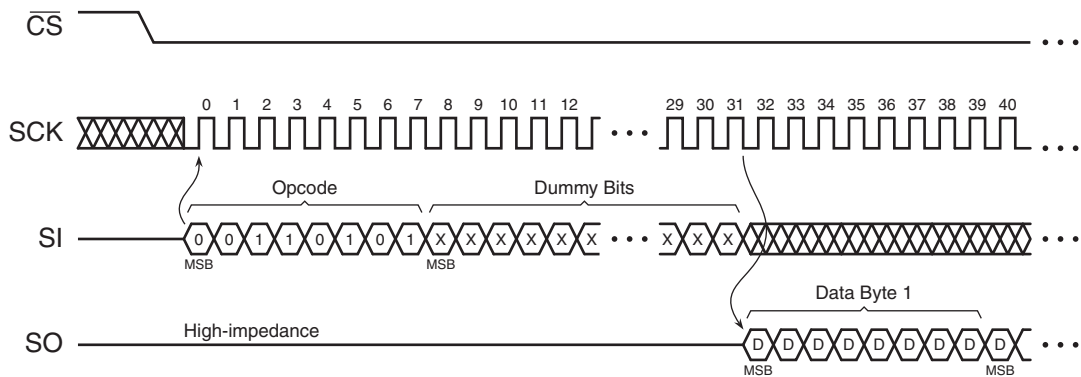 CS
0 1 2 3 4 5 6 7 8 9 10 11 12 29 30 31 32 33 34 35 36 37 38 39 40
SCK
Opcode Dummy Bits
SI 0 0 1 1 0 1 0 1 X X X X X X X X X
MSB MSB
Data Byte 1
High-impedance
SO D D D D D D D D D
MSB MSB